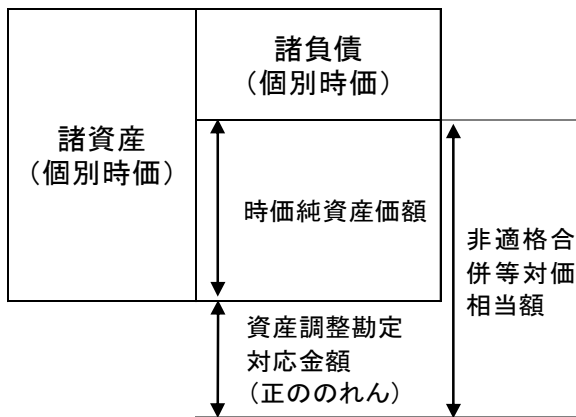 諸負債
（個別時価）
諸資産
（個別時価）
時価純資産価額
非適格合
併等対価
相当額
資産調整勘定
対応金額
（正ののれん）